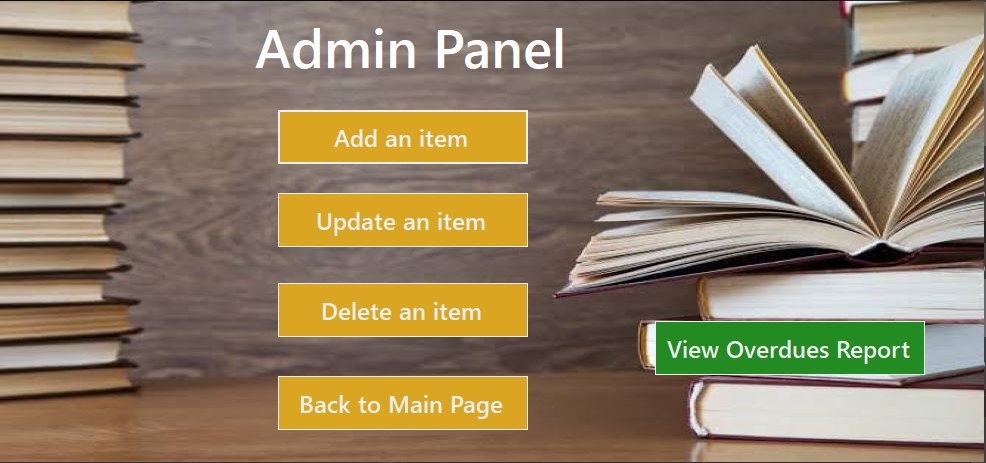 Admin Panel
Add an item
Update an item
Delete an item
View Overdues Report
Back to Main Page